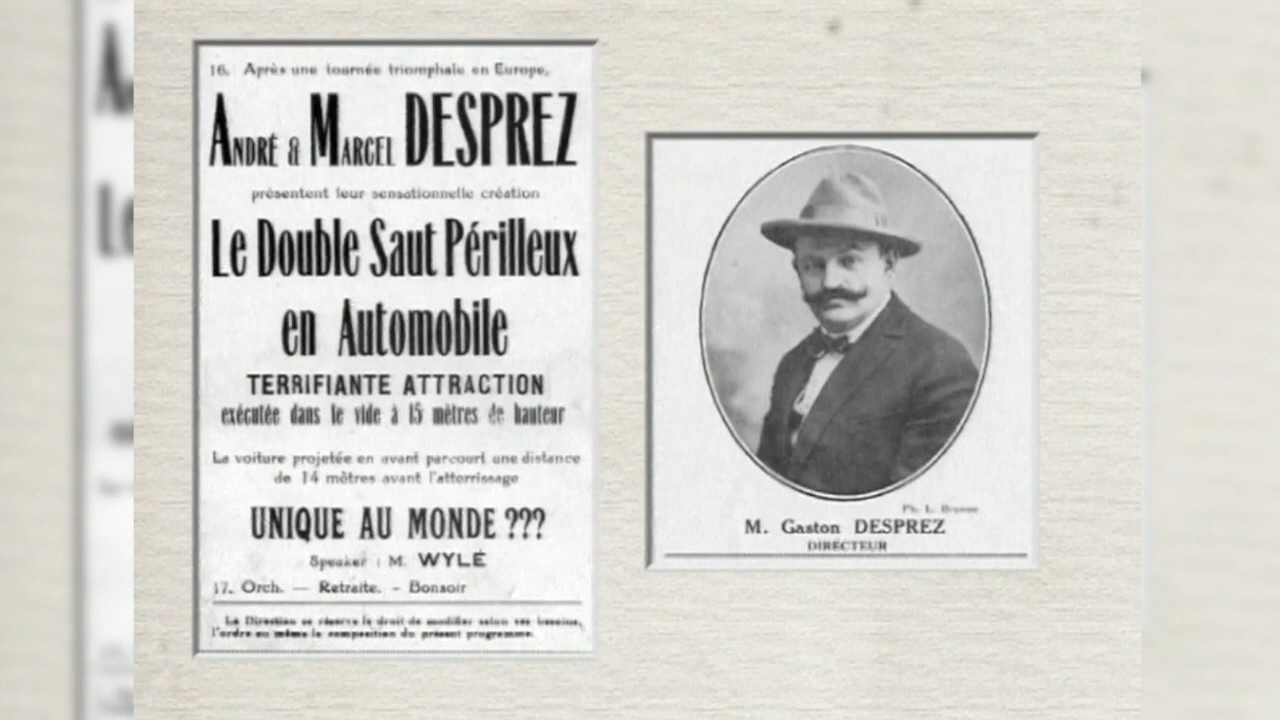 16. Après une tournée triomphale en Europe,
ANDRÉ & MARCEL DESPREZ
présentent leur sensationnelle création
Le Double Saut Périlleux
en Automobile
TERRIFIANTE ATTRACTION
exécutée dans le vide à 15 mètres de hauteur
La voiture projetée en avant parcourt une distance
de 14 mètres avant l'atterrissage
UNIQUE AU MONDE ???
Speaker : M. WYLÉ
17. Orch. — Retraite. - Bonsoir
La Direction se réserve le droit de modifier selon ses besoins,
l'ordre ou même la composition du présent programme.
Ph. L.
M. Gaston DESPREZ
DIRECTEUR